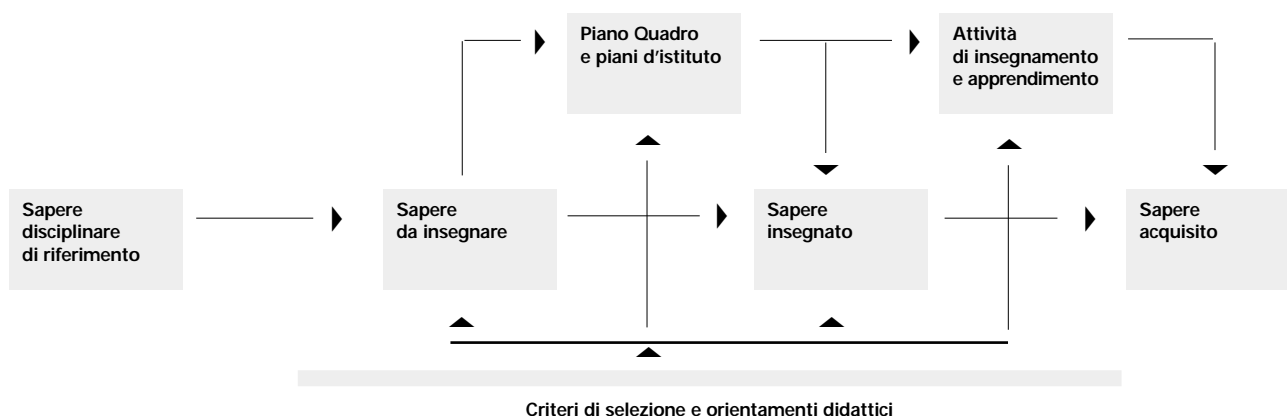 Piano Quadro
e piani d'istituto
Attività
di insegnamento
e apprendimento
Sapere
disciplinare
di riferimento
Sapere
da insegnare
Sapere
insegnato
Sapere
acquisito
Criteri di selezione e orientamenti didattici